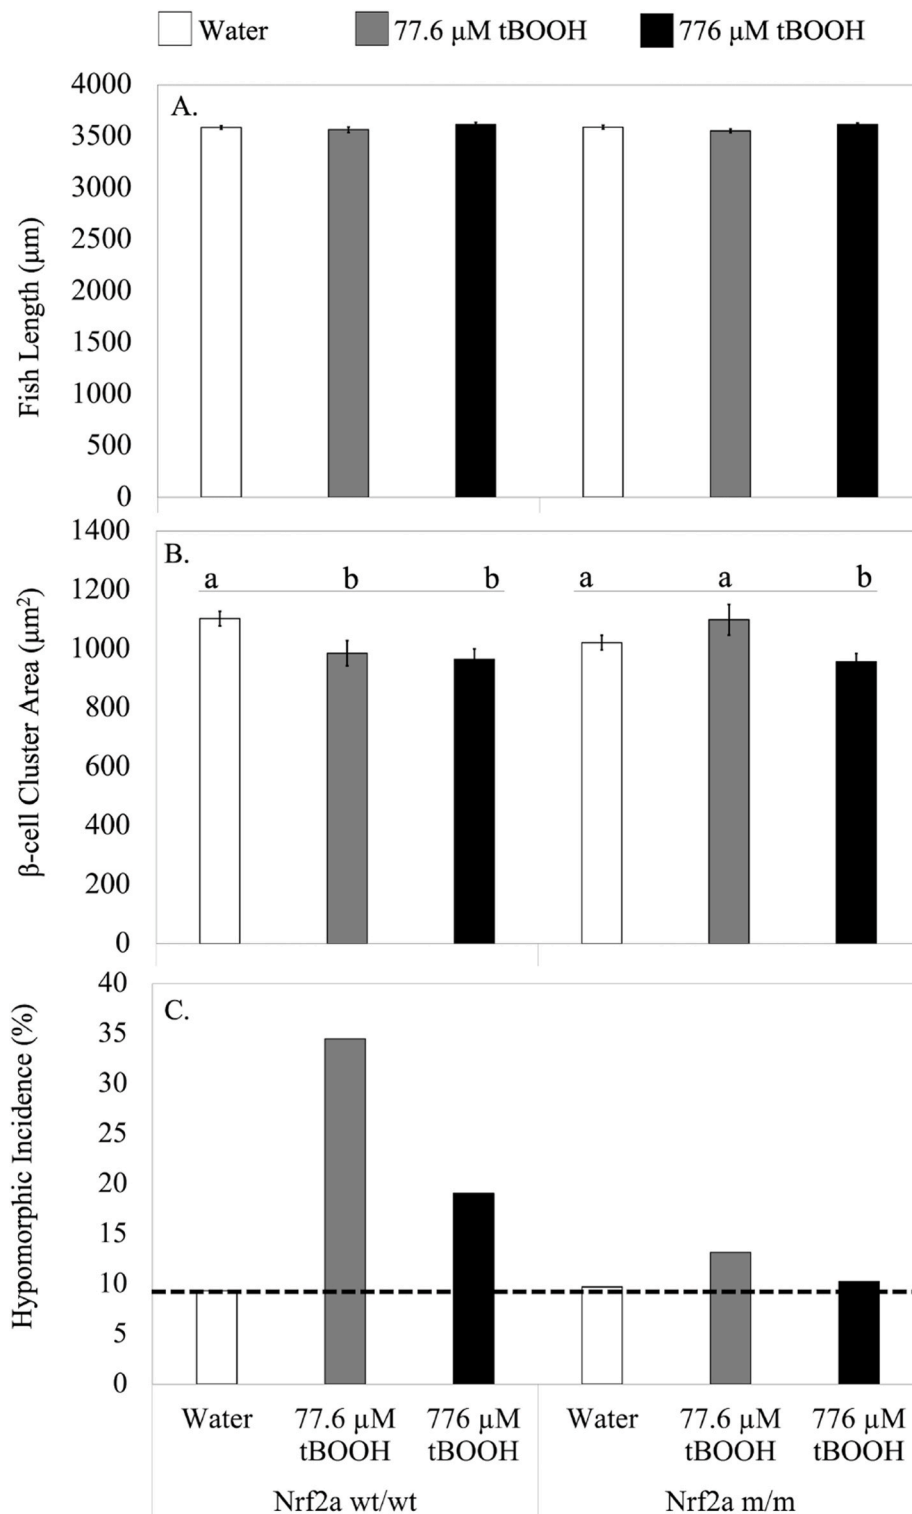 Water 77.6 µM tBOOH 776 µM tBOOH
A.
4000
3500
3000
2500
2000
1500
1000
500
0
Fish Length (µm)
B.
1400
1200
1000
800
600
400
200
0
β-cell Cluster Area (µm²)
a b b a a b
C.
40
35
30
25
20
15
10
5
0
Hypomorphic Incidence (%)
Water 77.6 µM 776 µM Water 77.6 µM 776 µM
tBOOH tBOOH tBOOH tBOOH
Nrf2a wt/wt Nrf2a m/m